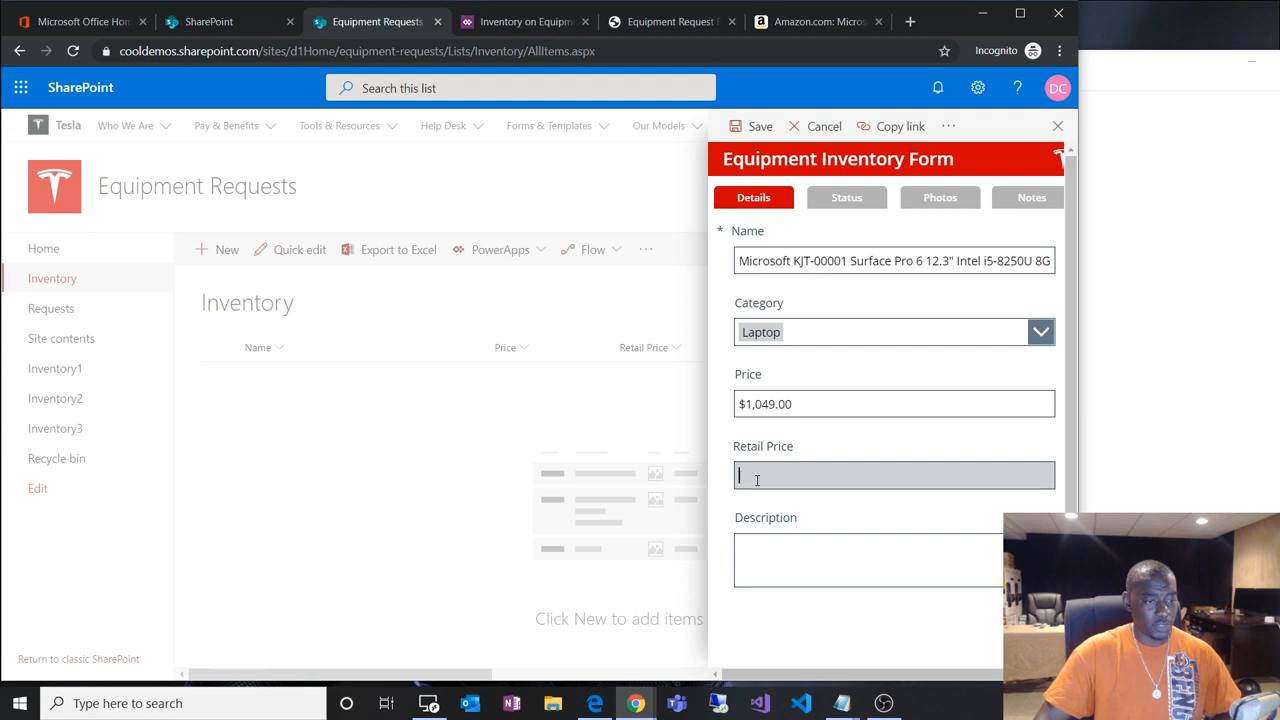 Microsoft Office Home
SharePoint
Equipment Requests
Inventory on Equipm
Equipment Request F
Amazon.com: Micros
cooldemos.sharepoint.com/sites/d1Home/equipment-requests/Lists/Inventory/AllItems.aspx
Incognito
SharePoint
Search this list
DC
Tesla
Who We Are
Pay & Benefits
Tools & Resources
Help Desk
Forms & Templates
Our Models
Save
Cancel
Copy link
Equipment Requests
Equipment Inventory Form
Details
Status
Photos
Notes
Home
Inventory
Requests
Site contents
Inventory1
Inventory2
Inventory3
Recycle bin
Edit
Return to classic SharePoint
New
Quick edit
Export to Excel
PowerApps
Flow
Inventory
Name
Price
Retail Price
Click New to add items
* Name
Microsoft KJT-00001 Surface Pro 6 12.3" Intel i5-8250U 8G
Category
Laptop
Price
$1,049.00
Retail Price
Description
Type here to search